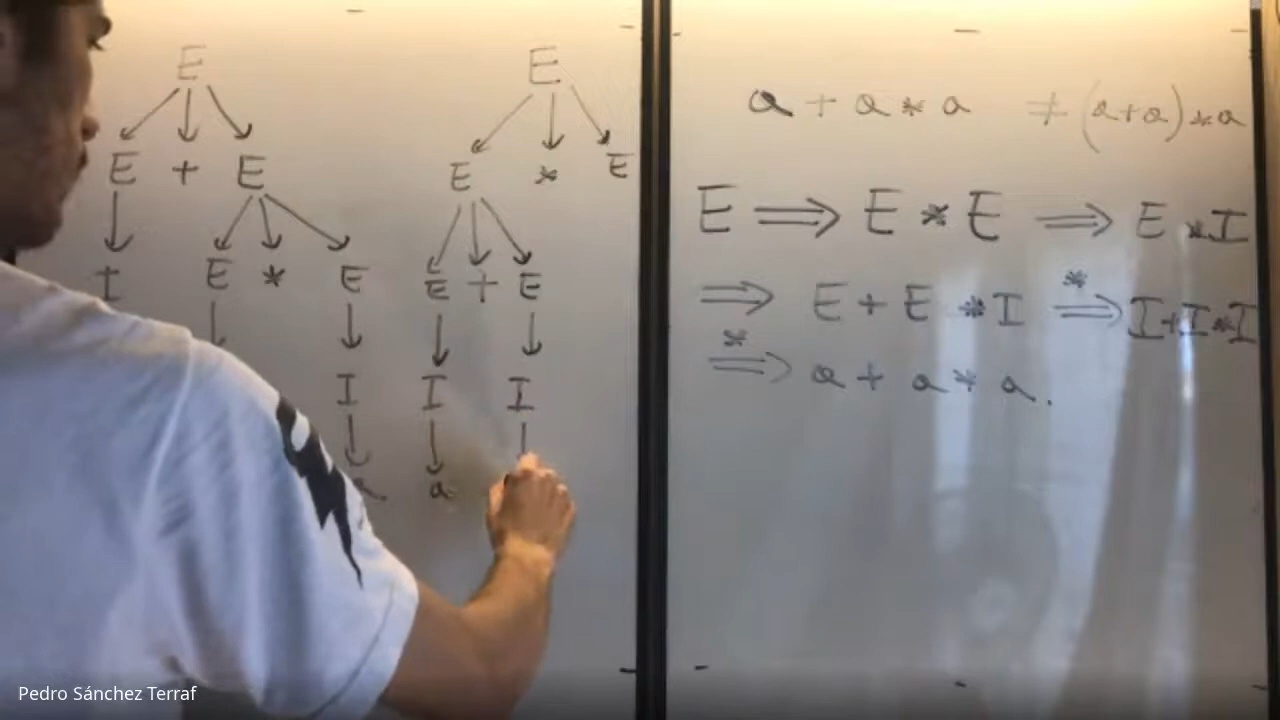 E E
E + E E * E
I E * E E + E
I I I
a a
a + a * a ≠ (a+a)*a
E ⟹ E * E ⟹ E * I
⟹ E + E * I ⟹* I+I*I
⟹* a + a * a.
Pedro Sánchez Terraf